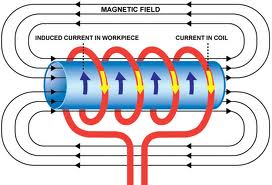 MAGNETIC FIELD
INDUCED CURRENT IN WORKPIECE
CURRENT IN COIL